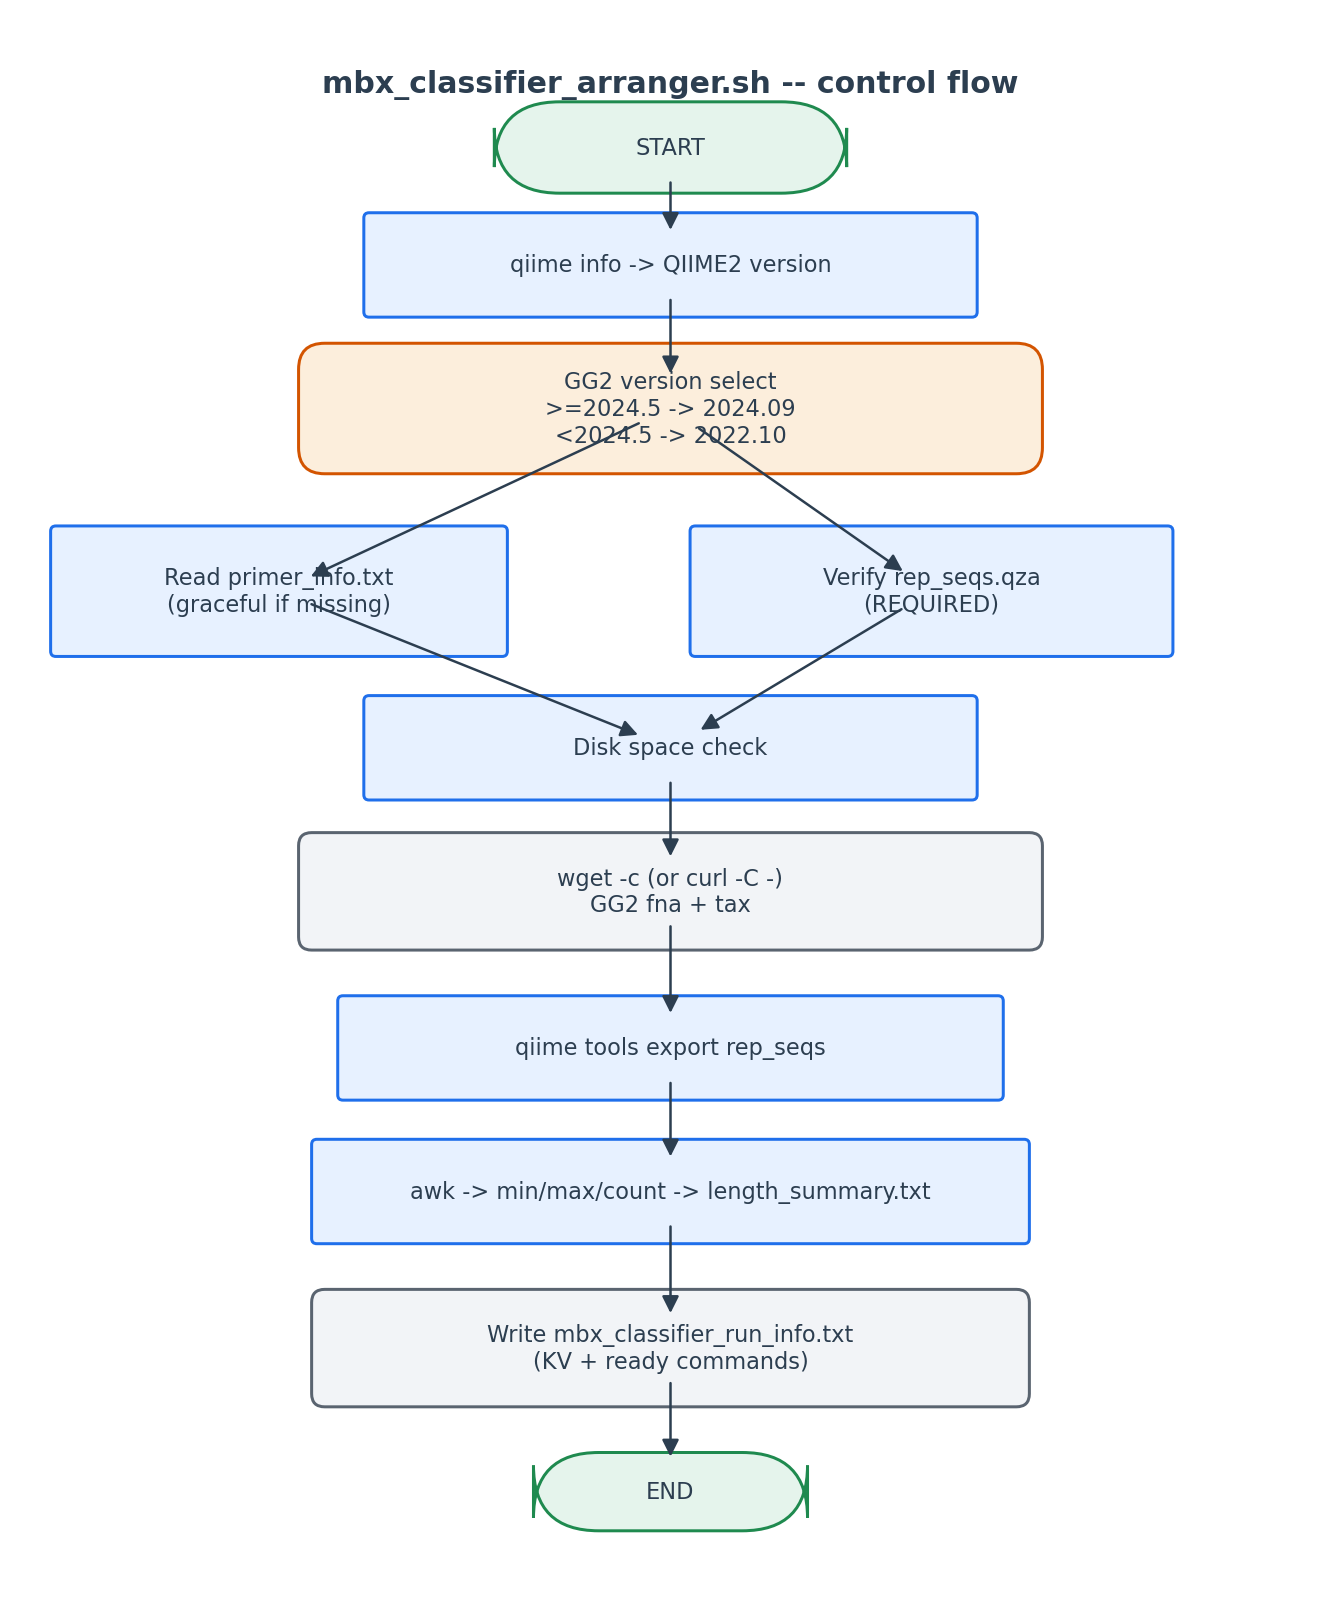 mbx_classifier_arranger.sh -- control flow
START
qiime info -> QIIME2 version
GG2 version select
>=2024.5 -> 2024.09
<2024.5 -> 2022.10
Read primer_info.txt
(graceful if missing)
Verify rep_seqs.qza
(REQUIRED)
Disk space check
wget -c (or curl -C -)
GG2 fna + tax
qiime tools export rep_seqs
awk -> min/max/count -> length_summary.txt
Write mbx_classifier_run_info.txt
(KV + ready commands)
END